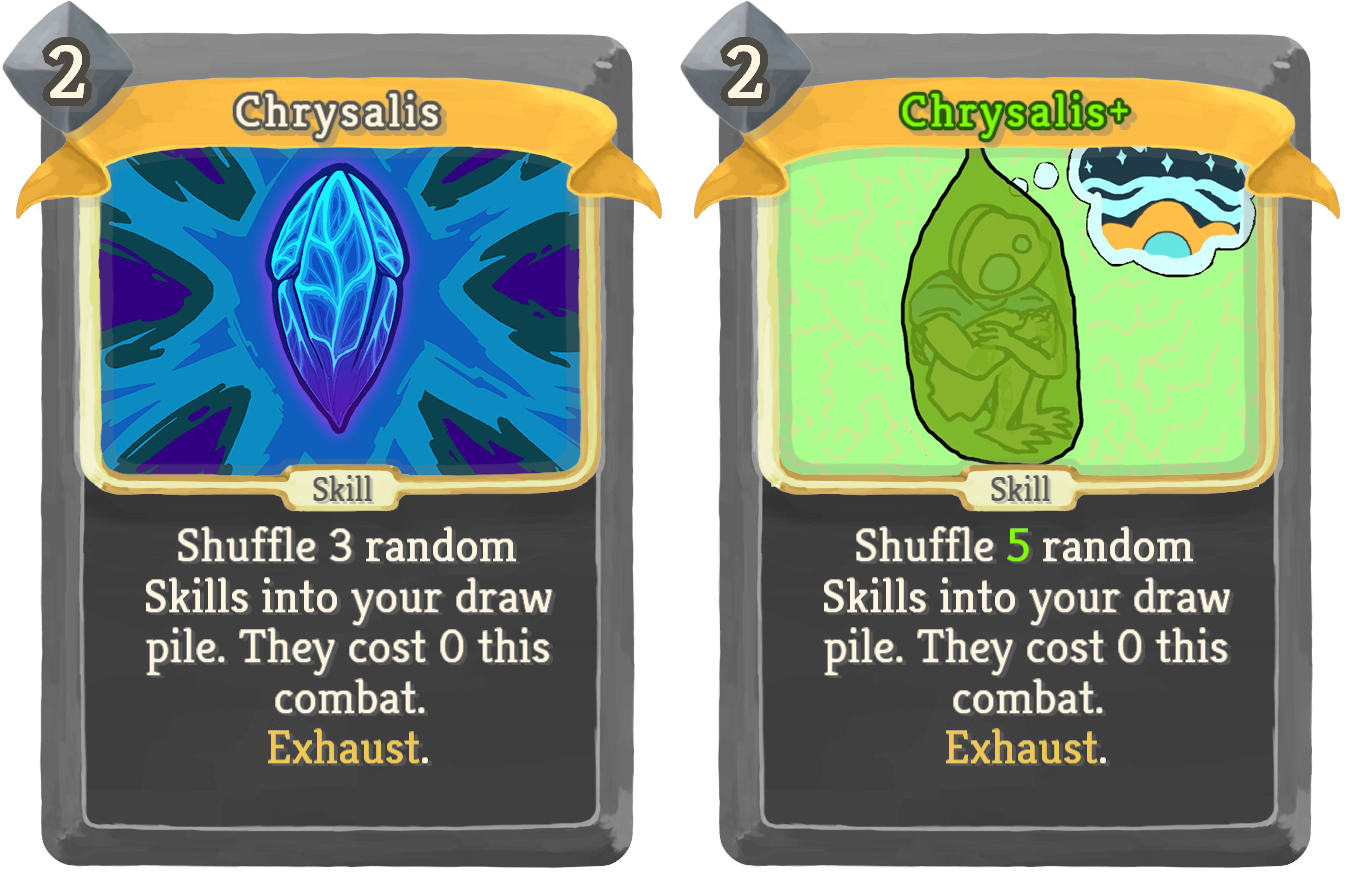 2
Chrysalis
Skill
Shuffle 3 random
Skills into your draw
pile. They cost 0 this
combat.
Exhaust.
2
Chrysalis+
Skill
Shuffle 5 random
Skills into your draw
pile. They cost 0 this
combat.
Exhaust.